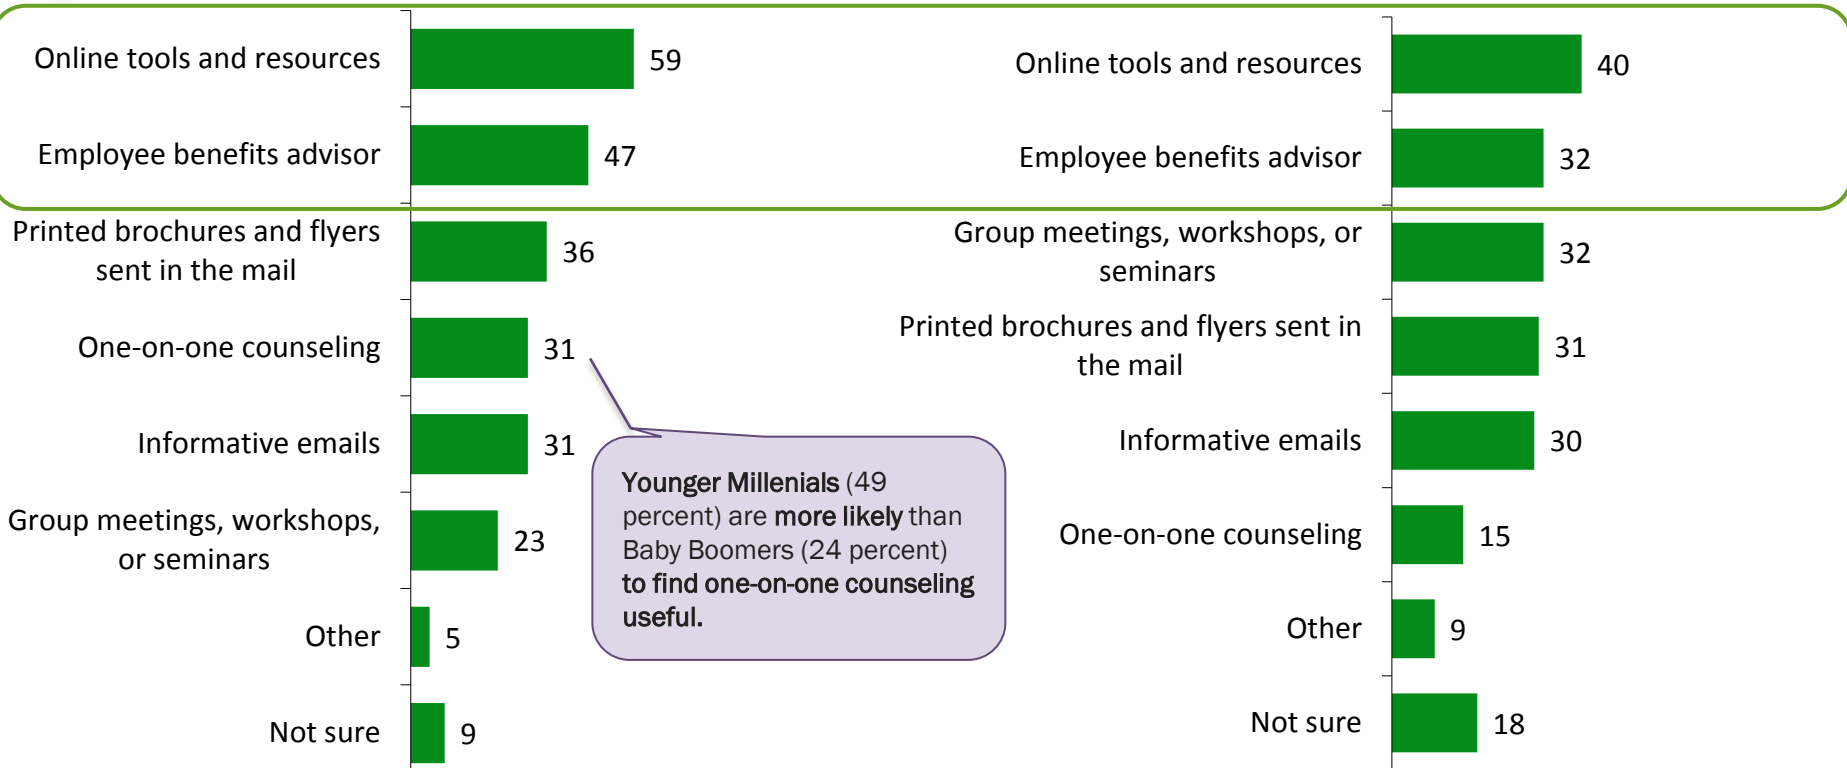 Online tools and resources
59
Employee benefits advisor
47
Printed brochures and flyers
sent in the mail
36
One-on-one counseling
31
Informative emails
31
Group meetings, workshops,
or seminars
23
Other
5
Not sure
9
Younger Millenials (49
percent) are more likely than
Baby Boomers (24 percent)
to find one-on-one counseling
useful.
Online tools and resources
40
Employee benefits advisor
32
Group meetings, workshops, or
seminars
32
Printed brochures and flyers sent in
the mail
31
Informative emails
30
One-on-one counseling
15
Other
9
Not sure
18